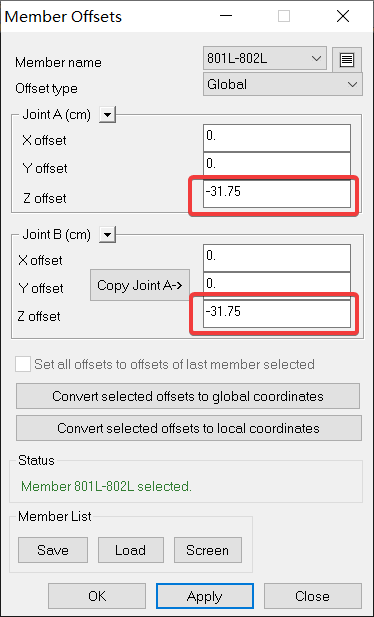 Member Offsets
Member name
801L-802L
Offset type
Global
Joint A (cm)
X offset
0.
Y offset
0.
Z offset
-31.75
Joint B (cm)
X offset
0.
Y offset
Copy Joint A->
0.
Z offset
-31.75
Set all offsets to offsets of last member selected
Convert selected offsets to global coordinates
Convert selected offsets to local coordinates
Status
Member 801L-802L selected.
Member List
Save
Load
Screen
OK
Apply
Close